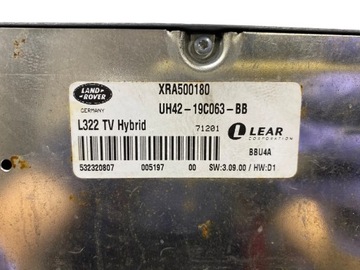 LAND-
ROVER
GERMANY
XRA500180
UH42-19C063-BB
L322 TV Hybrid
71201
LEAR
CORPORATION
BBU4A
532320807 005197 00 SW:3.09.00 / HW:D1